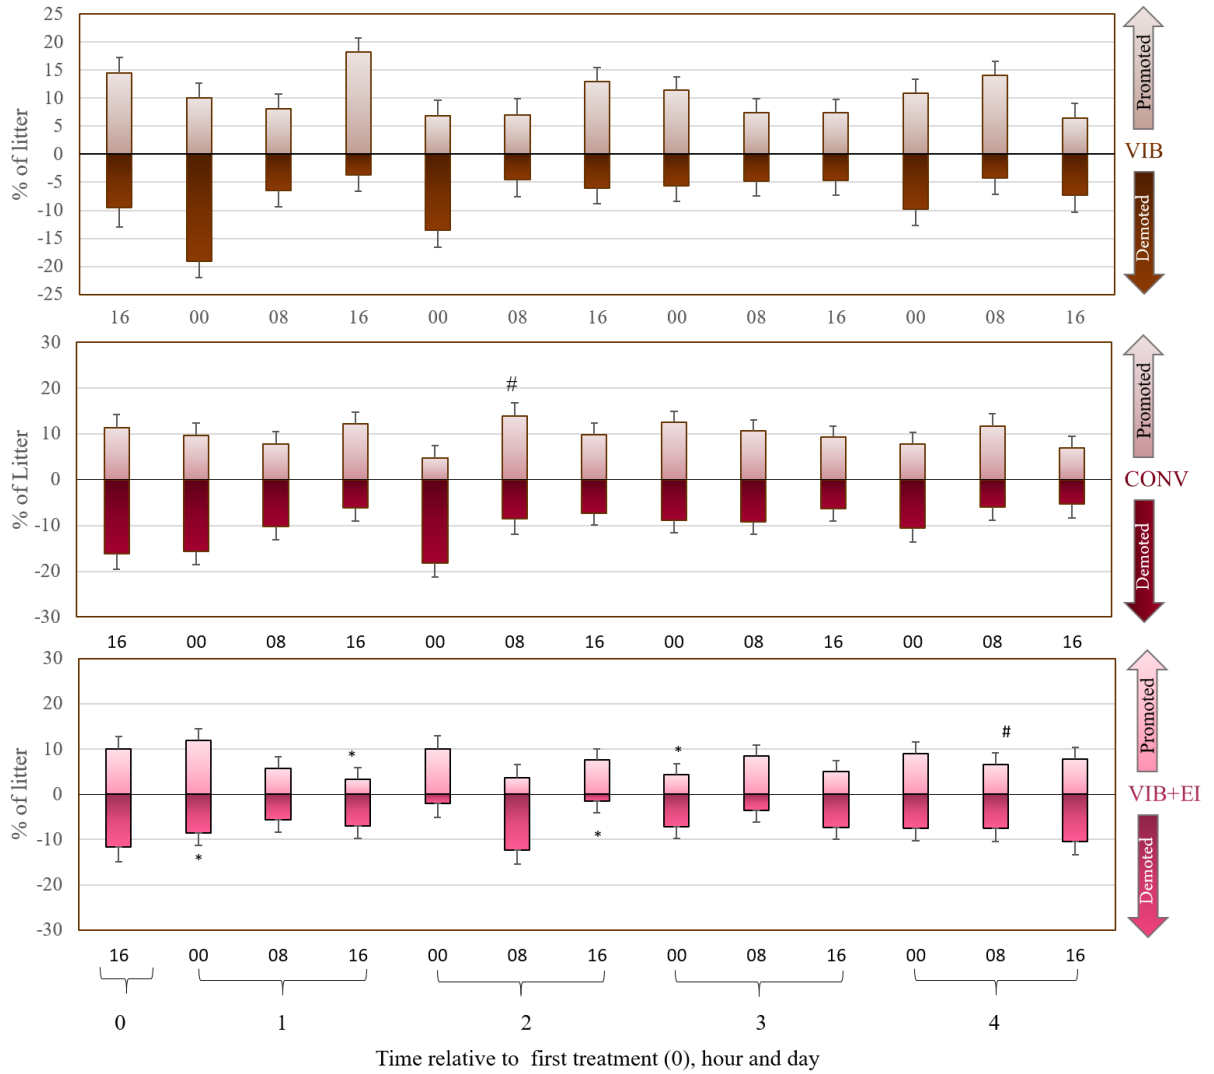 25
20
15
10
5
0
-5
-10
-15
-20
-25
% of litter
16 00 08 16 00 08 16 00 08 16 00 08 16
Promoted
VIB
Demoted
30
20
10
0
-10
-20
-30
% of Litter
#
16 00 08 16 00 08 16 00 08 16 00 08 16
Promoted
CONV
Demoted
30
20
10
0
-10
-20
-30
% of litter
* * #
* *
16 00 08 16 00 08 16 00 08 16 00 08 16
Promoted
VIB+EI
Demoted
0 1 2 3 4
Time relative to first treatment (0), hour and day